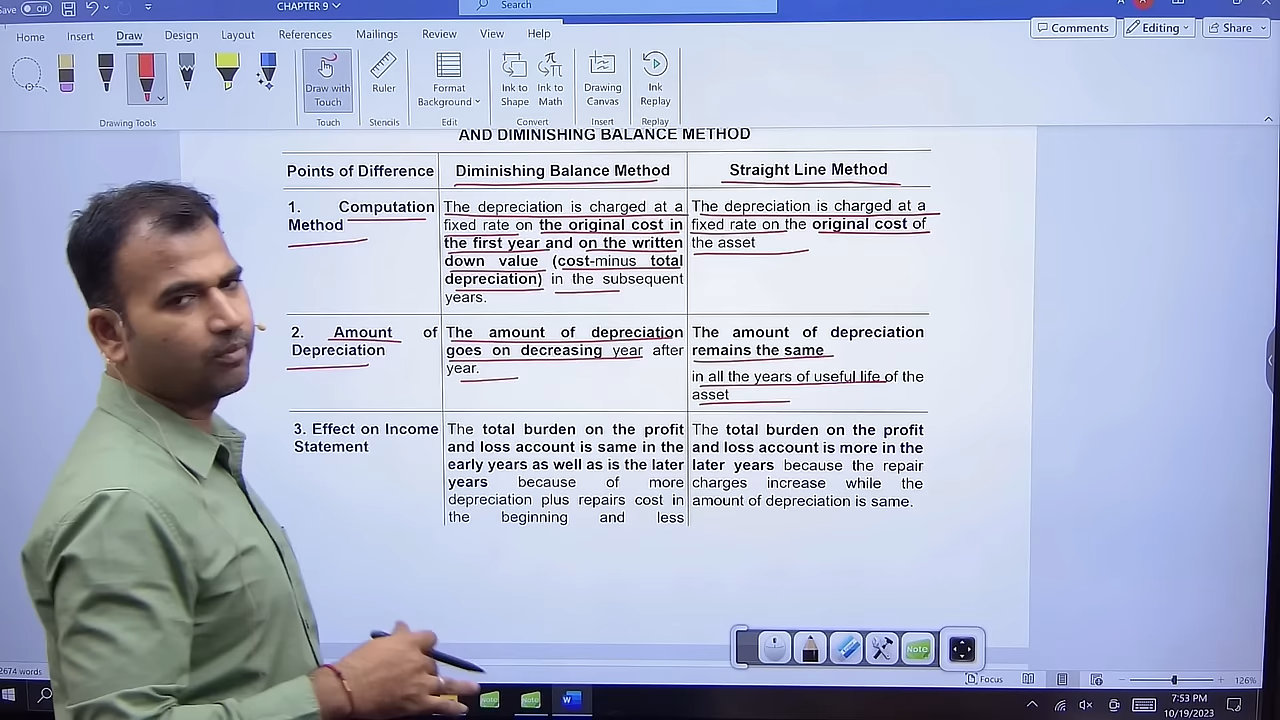 Save Off
CHAPTER 9
Search
Home Insert Draw Design Layout References Mailings Review View Help
Comments Editing Share
Draw with Touch
Ruler
Format Background
Ink to Shape
Ink to Math
Drawing Canvas
Ink Replay
Drawing Tools Touch Stencils Edit Convert Insert Replay
AND DIMINISHING BALANCE METHOD
Points of Difference
Diminishing Balance Method
Straight Line Method
1. Computation
Method
The depreciation is charged at a
fixed rate on the original cost in
the first year and on the written
down value (cost-minus total
depreciation) in the subsequent
years.
The depreciation is charged at a
fixed rate on the original cost of
the asset
2. Amount of
Depreciation
The amount of depreciation
goes on decreasing year after
year.
The amount of depreciation
remains the same
in all the years of useful life of the
asset
3. Effect on Income
Statement
The total burden on the profit
and loss account is same in the
early years as well as is the later
years because of more
depreciation plus repairs cost in
the beginning and less
The total burden on the profit
and loss account is more in the
later years because the repair
charges increase while the
amount of depreciation is same.
Note
2674 words
Focus
126%
Note
Note
W
7:53 PM
10/19/2023